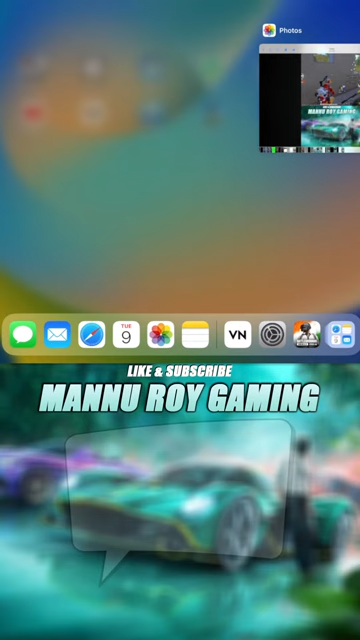 Photos
MANNU ROY GAMING
TUE
9
VN
LIKE & SUBSCRIBE
MANNU ROY GAMING